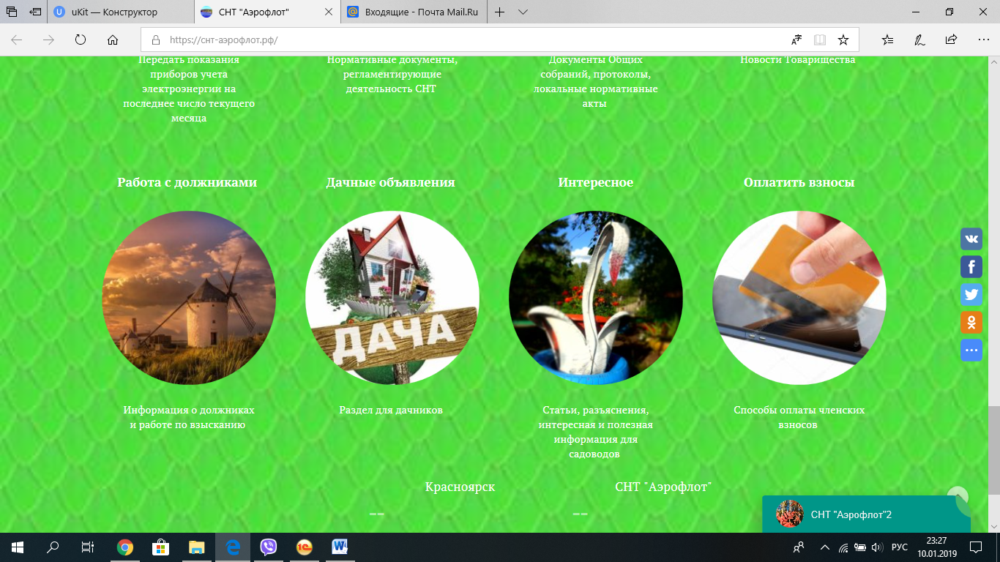 uKit — Конструктор
СНТ "Аэрофлот"
Входящие - Почта Mail.Ru
https://снт-аэрофлот.рф/
Передать показания
приборов учета
электроэнергии на
последнее число текущего
месяца
Нормативные документы,
регламентирующие
деятельность СНТ
Документы Общих
собраний, протоколы,
локальные нормативные
акты
Новости Товарищества
Работа с должниками
Информация о должниках
и работе по взысканию
Дачные объявления
ДАЧА
Раздел для дачников
Интересное
Статьи, разъяснения,
интересная и полезная
информация для
садоводов
Оплатить взносы
Способы оплаты членских
взносов
Красноярск
СНТ "Аэрофлот"
СНТ "Аэрофлот"2
РУС
23:27
10.01.2019